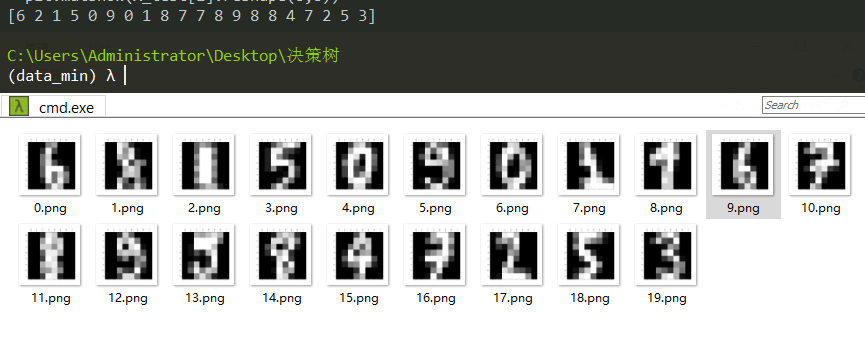 [6 2 1 5 0 9 0 1 8 7 7 8 9 8 8 4 7 2 5 3]
C:\Users\Administrator\Desktop\决策树
(data_min) λ
λ cmd.exe
Search
0.png 1.png 2.png 3.png 4.png 5.png 6.png 7.png 8.png 9.png 10.png
11.png 12.png 13.png 14.png 15.png 16.png 17.png 18.png 19.png